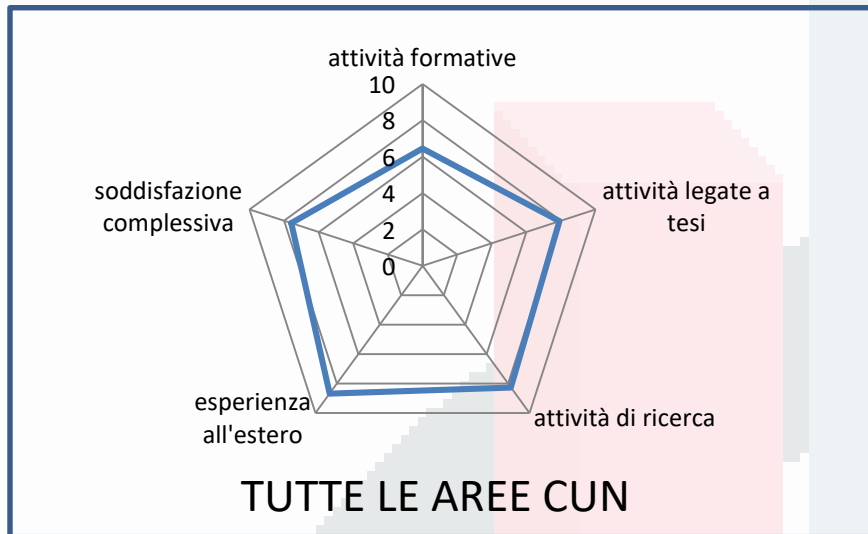 attività formative
10
8
6
4
2
0
attività legate a
tesi
attività di ricerca
esperienza
all'estero
soddisfazione
complessiva
TUTTE LE AREE CUN